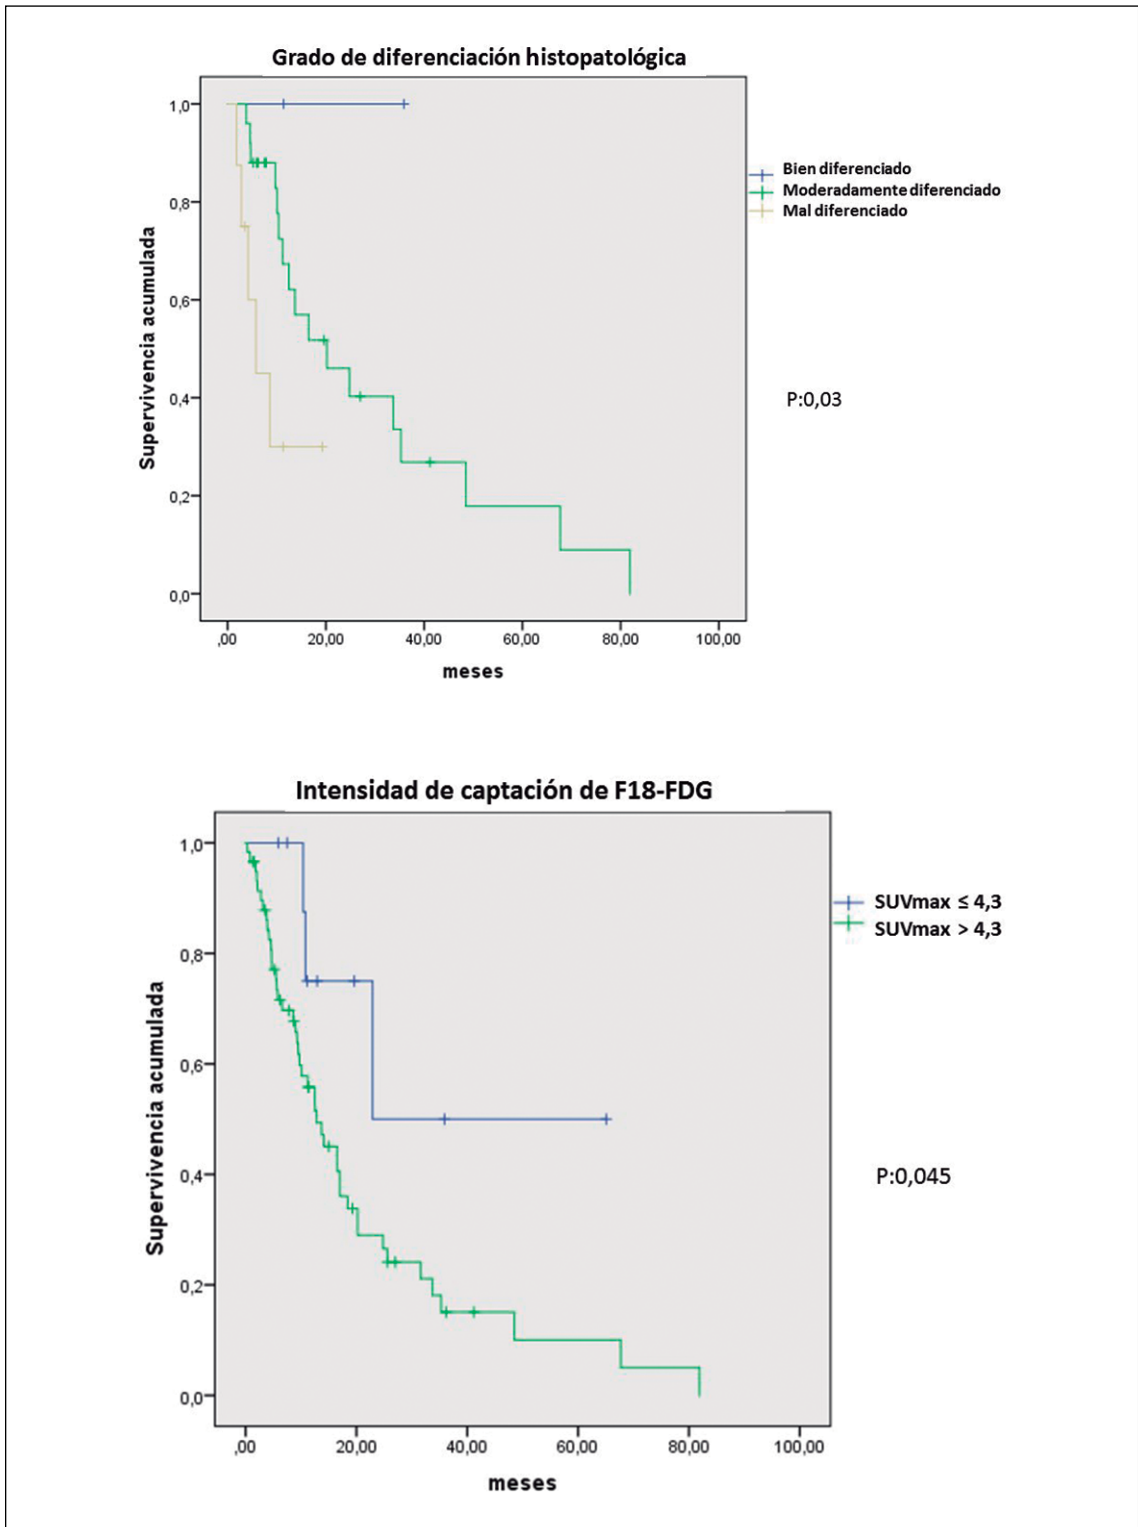 Grado de diferenciación histopatológica
1,0
0,8
0,6
0,4
0,2
0,0
Supervivencia acumulada
,00 20,00 40,00 60,00 80,00 100,00
meses
Bien diferenciado
Moderadamente diferenciado
Mal diferenciado
P:0,03
Intensidad de captación de F18-FDG
1,0
0,8
0,6
0,4
0,2
0,0
Supervivencia acumulada
,00 20,00 40,00 60,00 80,00 100,00
meses
SUVmax ≤ 4,3
SUVmax > 4,3
P:0,045